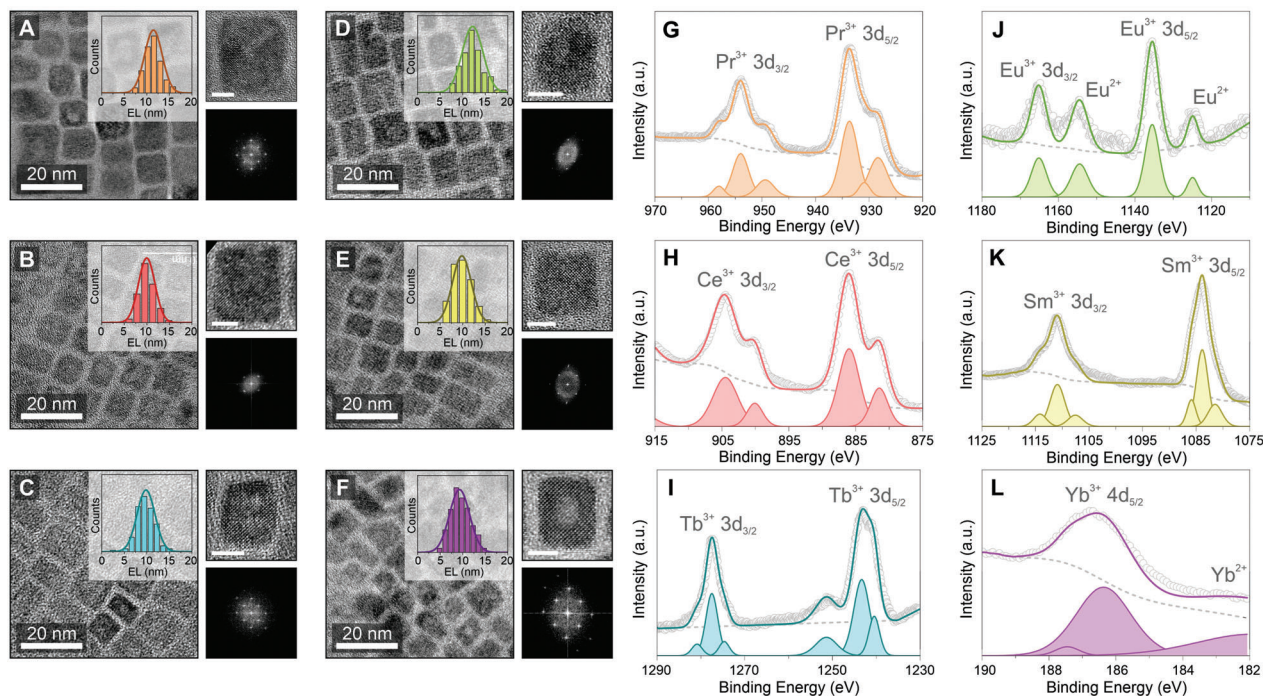 A
Counts
0 5 10 15 20
EL (nm)
20 nm
D
Counts
0 5 10 15 20
EL (nm)
20 nm
G
Pr3+ 3d3/2
Pr3+ 3d5/2
Intensity (a.u.)
970 960 950 940 930 920
Binding Energy (eV)
J
Eu3+ 3d3/2
Eu2+
Eu3+ 3d5/2
Eu2+
Intensity (a.u.)
1180 1160 1140 1120
Binding Energy (eV)
B
Counts
0 5 10 15 20
EL (nm)
20 nm
E
Counts
0 5 10 15 20
EL (nm)
20 nm
H
Ce3+ 3d3/2
Ce3+ 3d5/2
Intensity (a.u.)
915 905 895 885 875
Binding Energy (eV)
K
Sm3+ 3d3/2
Sm3+ 3d5/2
Intensity (a.u.)
1125 1115 1105 1095 1085 1075
Binding Energy (eV)
C
Counts
0 5 10 15 20
EL (nm)
20 nm
F
Counts
0 5 10 15 20
EL (nm)
20 nm
I
Tb3+ 3d3/2
Tb3+ 3d5/2
Intensity (a.u.)
1290 1270 1250 1230
Binding Energy (eV)
L
Yb3+ 4d5/2
Yb2+
Intensity (a.u.)
190 188 186 184 182
Binding Energy (eV)